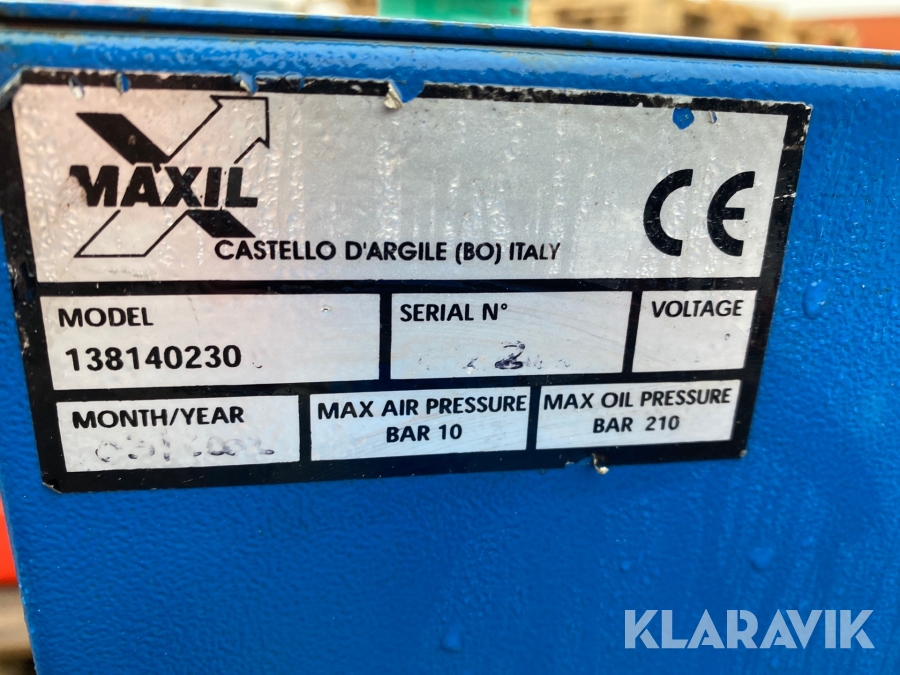 MAXIL
CASTELLO D'ARGILE (BO) ITALY
CE
MODEL
138140230
SERIAL N°
VOLTAGE
MONTH/YEAR
MAX AIR PRESSURE
BAR 10
MAX OIL PRESSURE
BAR 210
KLARAVIK